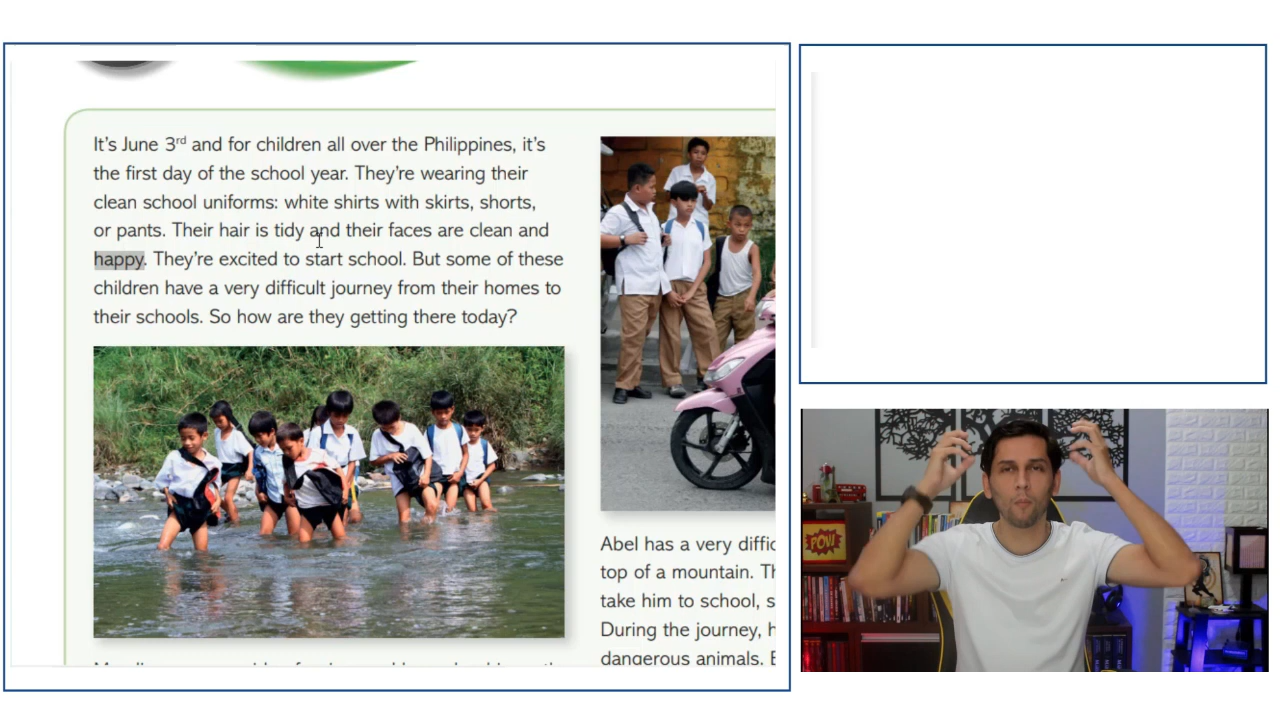 It's June 3rd and for children all over the Philippines, it's
the first day of the school year. They're wearing their
clean school uniforms: white shirts with skirts, shorts,
or pants. Their hair is tidy and their faces are clean and
happy. They're excited to start school. But some of these
children have a very difficult journey from their homes to
their schools. So how are they getting there today?
Abel has a very diffic
top of a mountain. Th
take him to school, s
During the journey, h
dangerous animals. E
POW!